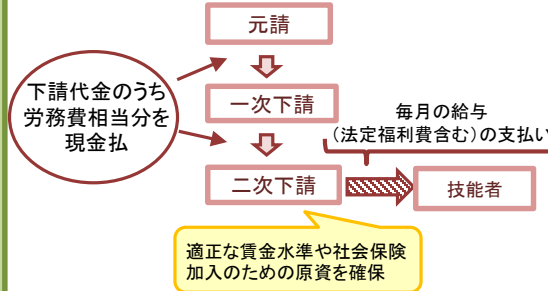 元請
下請代金のうち
労務費相当分を
現金払
一次下請
毎月の給与
(法定福利費含む)の支払い
二次下請
技能者
適正な賃金水準や社会保険
加入のための原資を確保